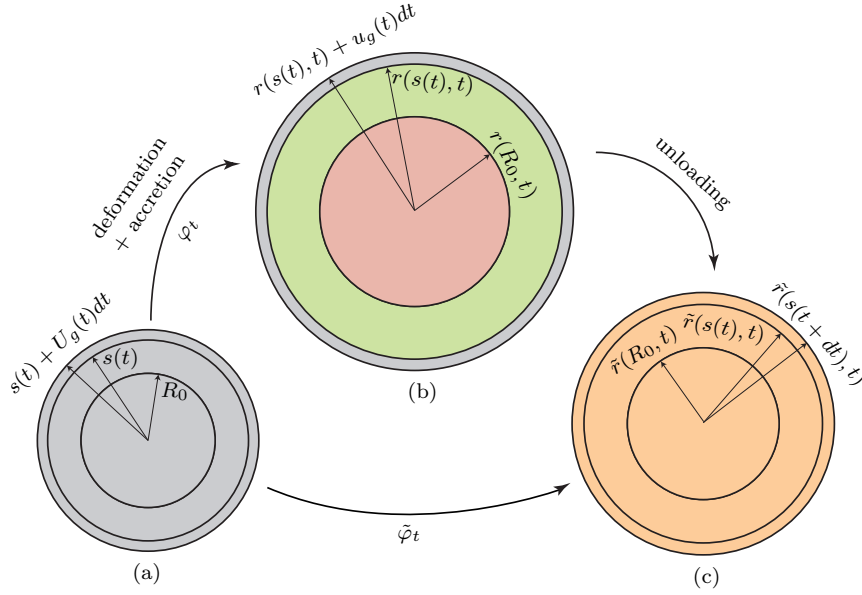 r(s(t), t) + u_g(t)dt
r(s(t), t)
r(R_0, t)
deformation
+ accretion
φ_t
unloading
s(t) + U_g(t)dt
s(t)
R_0
(a)
(b)
r̃(s(t + dt), t)
r̃(s(t), t)
r̃(R_0, t)
φ̃_t
(c)